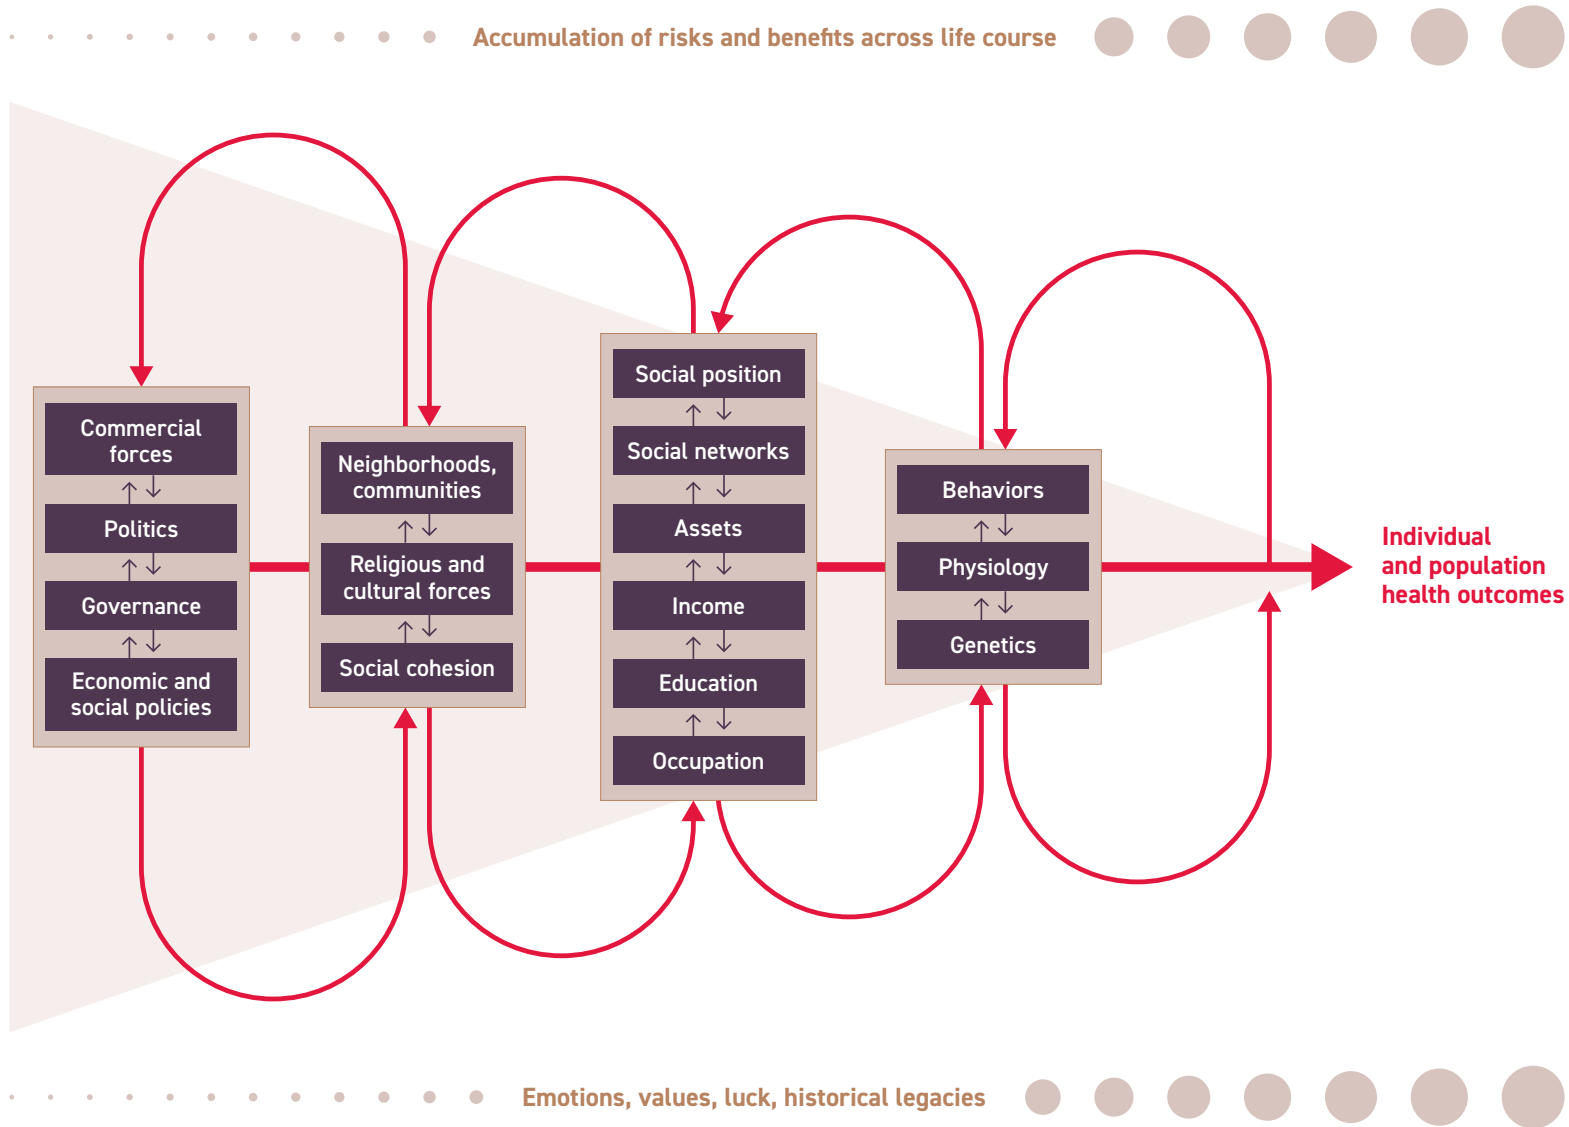 Accumulation of risks and benefits across life course
Commercial
forces
Politics
Governance
Economic and
social policies
Neighborhoods,
communities
Religious and
cultural forces
Social cohesion
Social position
Social networks
Assets
Income
Education
Occupation
Behaviors
Physiology
Genetics
Individual
and population
health outcomes
Emotions, values, luck, historical legacies